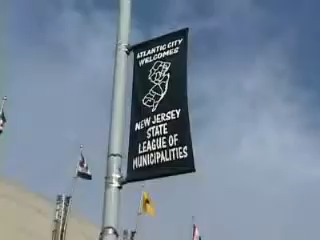 ATLANTIC CITY
WELCOMES
NEW JERSEY
STATE
LEAGUE OF
MUNICIPALITIES